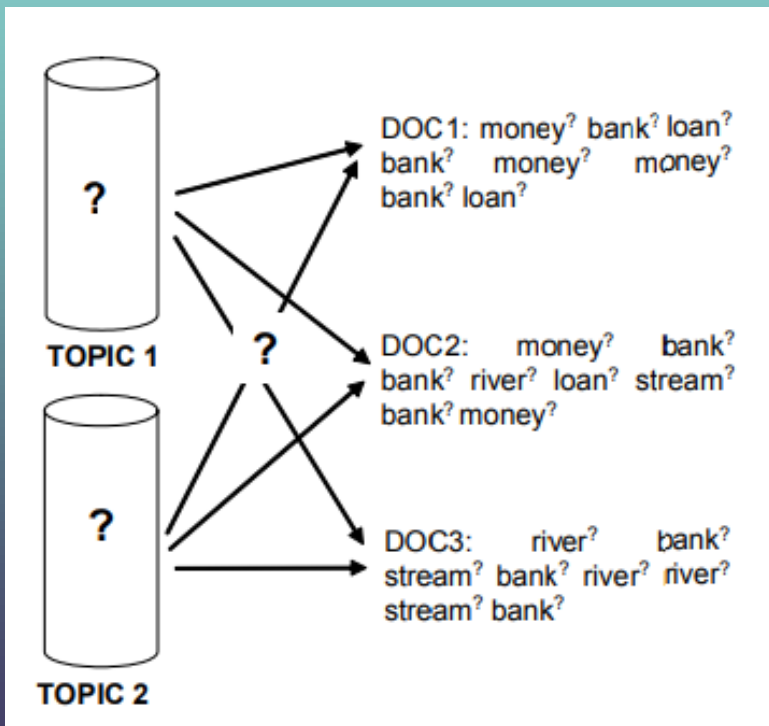 ?
TOPIC 1
?
TOPIC 2
?
DOC1: money? bank? loan?
bank? money? money?
bank? loan?
DOC2: money? bank?
bank? river? loan? stream?
bank? money?
DOC3: river? bank?
stream? bank? river? river?
stream? bank?